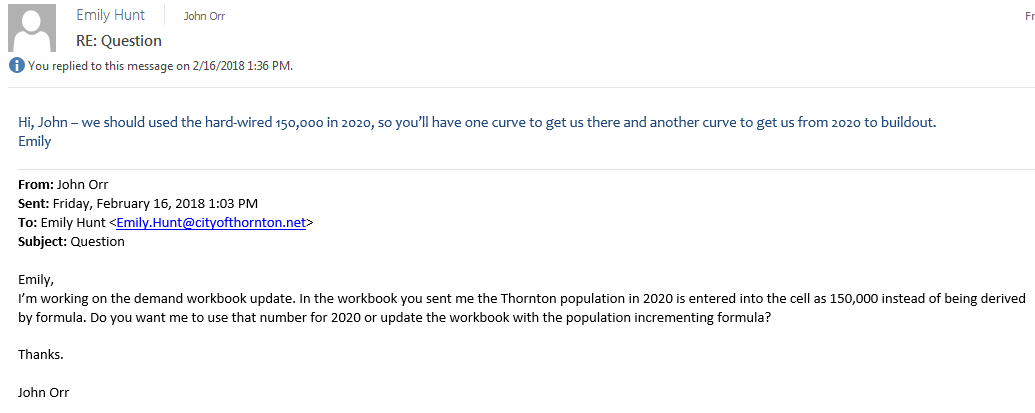 Emily Hunt John Orr Fr
RE: Question
You replied to this message on 2/16/2018 1:36 PM.
Hi, John – we should used the hard-wired 150,000 in 2020, so you’ll have one curve to get us there and another curve to get us from 2020 to buildout.
Emily
From: John Orr
Sent: Friday, February 16, 2018 1:03 PM
To: Emily Hunt <Emily.Hunt@cityofthornton.net>
Subject: Question
Emily,
I’m working on the demand workbook update. In the workbook you sent me the Thornton population in 2020 is entered into the cell as 150,000 instead of being derived
by formula. Do you want me to use that number for 2020 or update the workbook with the population incrementing formula?
Thanks.
John Orr